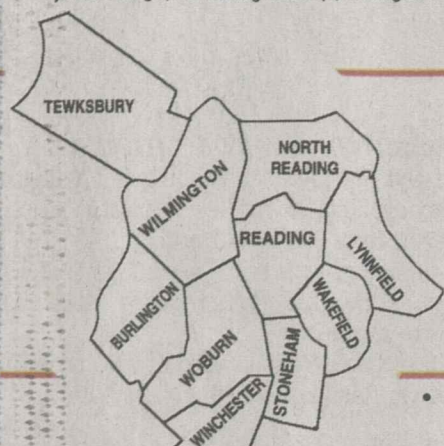 TEWKSBURY
NORTH
READING
WILMINGTON
READING
LYNNFIELD
BURLINGTON
WAKEFIELD
WOBURN
STONEHAM
WINCHESTER